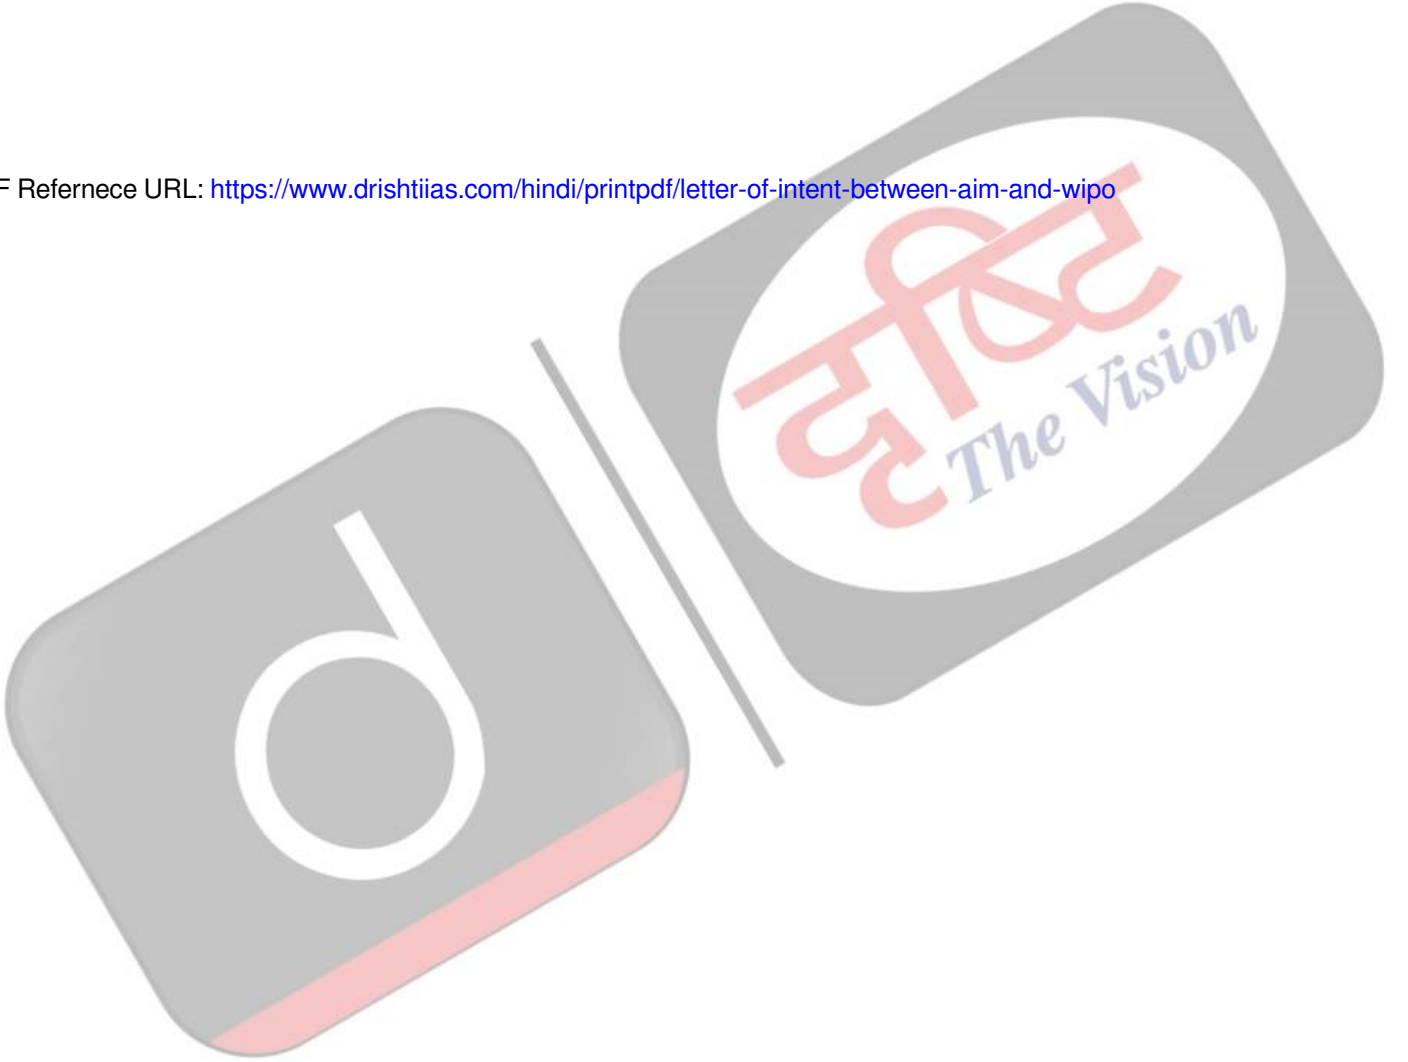 F Refernece URL: https://www.drishtiias.com/hindi/printpdf/letter-of-intent-between-aim-and-wipo
दृष्टि
The Vision
d